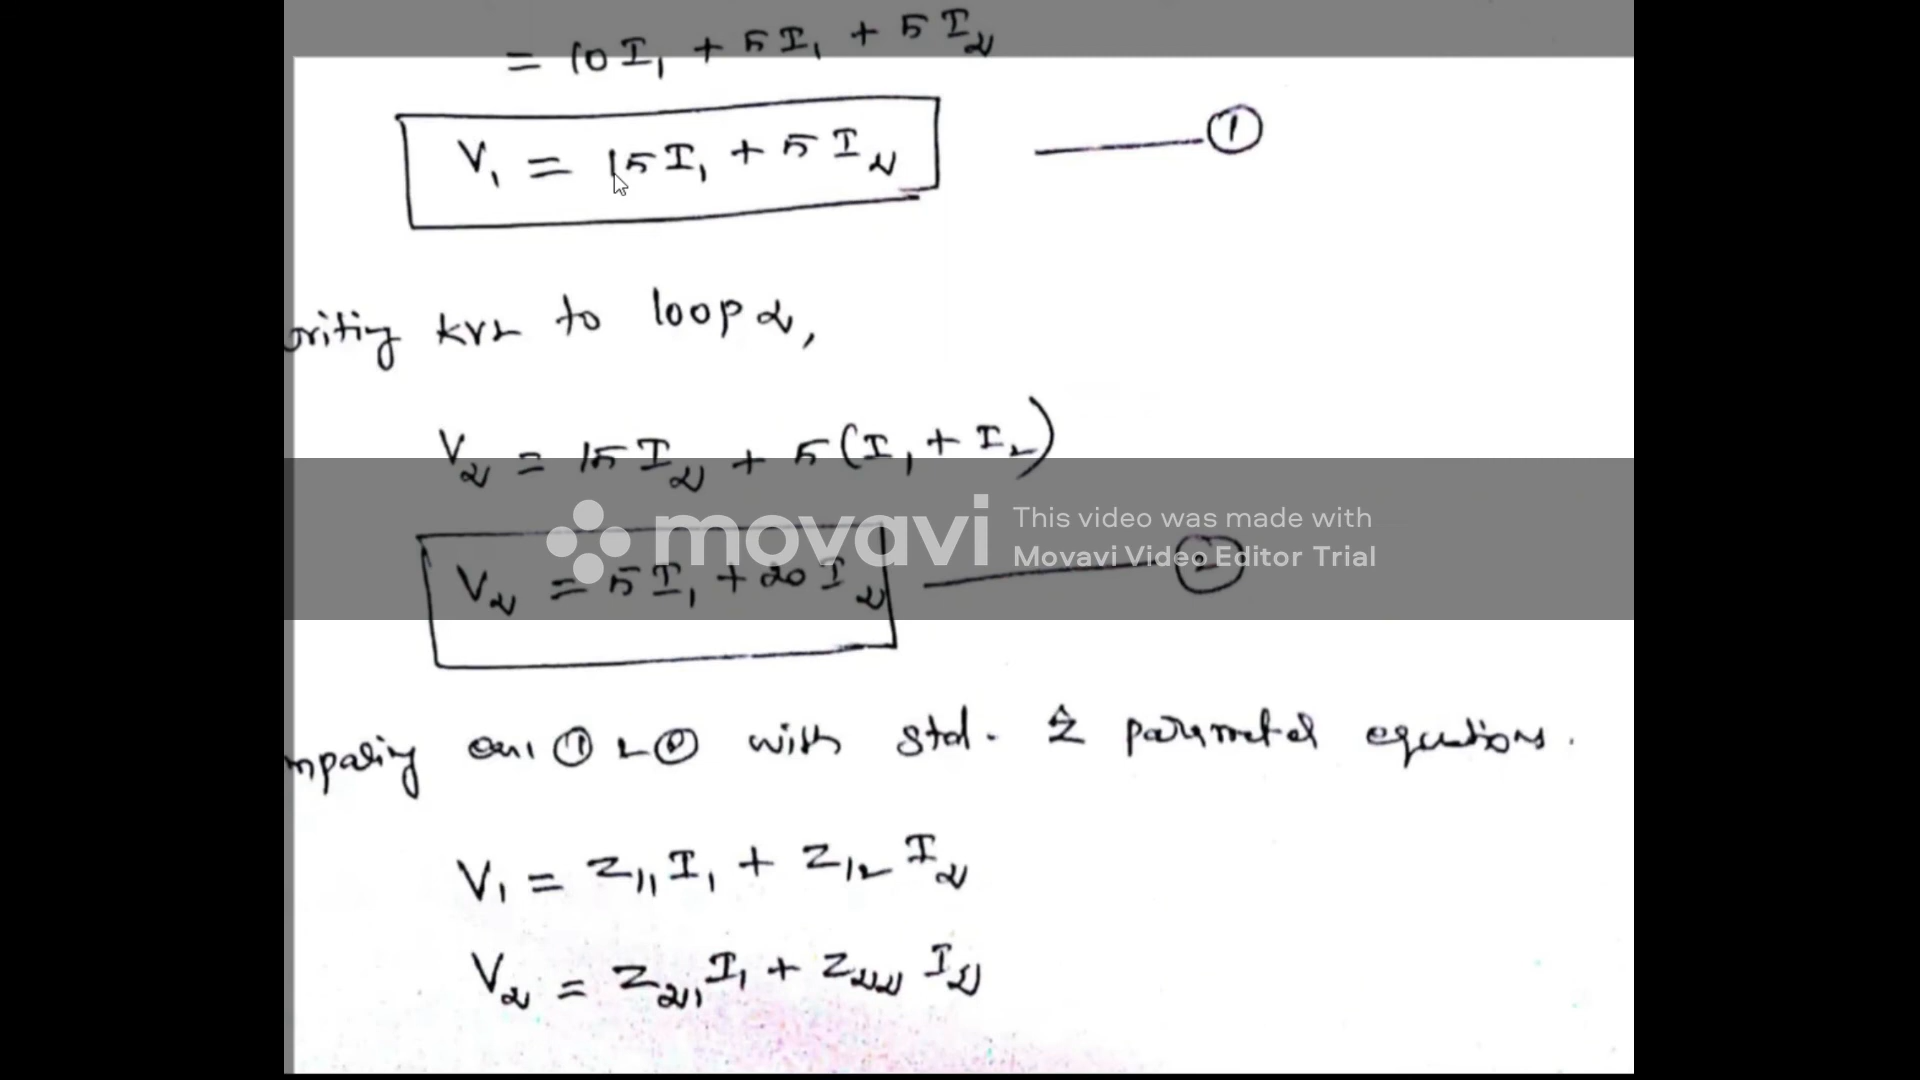 = 10I₁ + 5I₁ + 5I₂
V₁ = 15I₁ + 5I₂ ——— ①
oriting KVL to loop 2,
V₂ = 15I₂ + 5(I₁ + I₂)
movavi This video was made with
Movavi Video Editor Trial
V₂ = 5I₁ + 20I₂ ——— ②
mparing ① & ② with std. Z parameter equations.
V₁ = Z₁₁I₁ + Z₁₂I₂
V₂ = Z₂₁I₁ + Z₂₂I₂